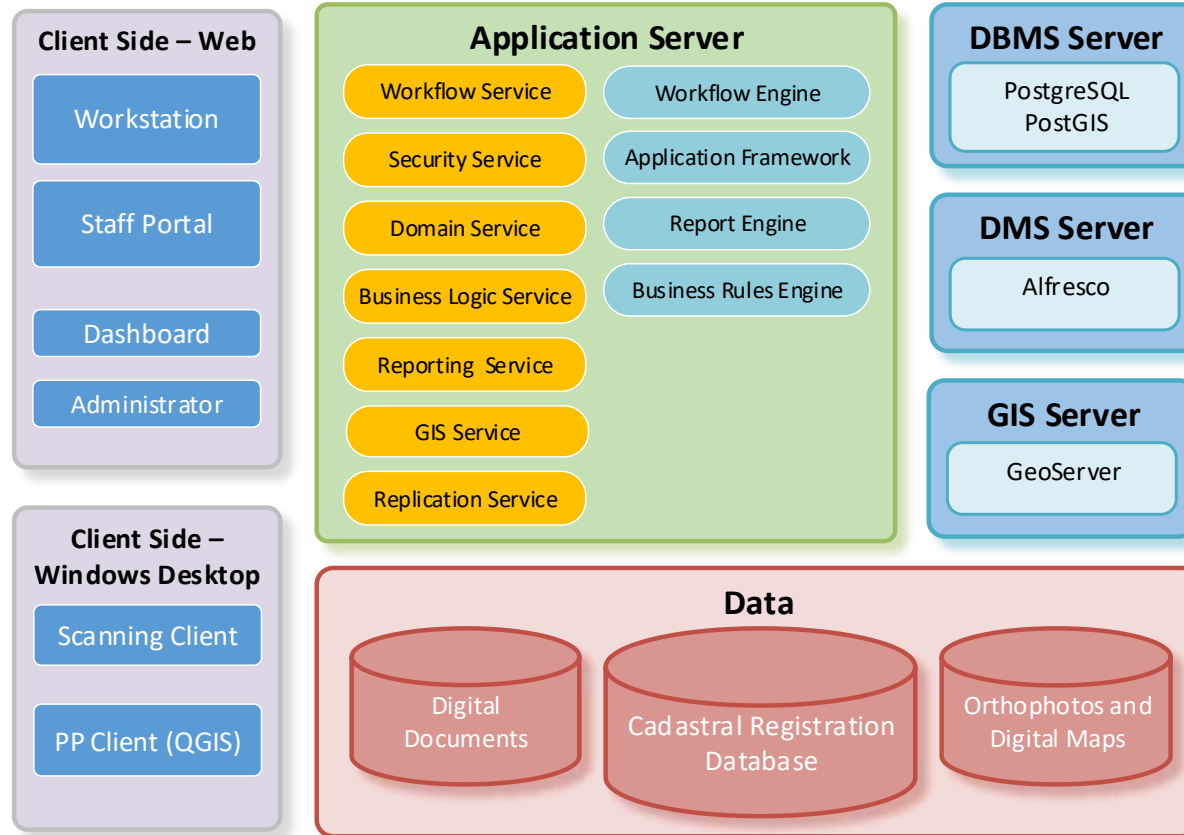 Client Side – Web
Workstation
Staff Portal
Dashboard
Administrator
Client Side –
Windows Desktop
Scanning Client
PP Client (QGIS)
Application Server
Workflow Service
Security Service
Domain Service
Business Logic Service
Reporting Service
GIS Service
Replication Service
Workflow Engine
Application Framework
Report Engine
Business Rules Engine
DBMS Server
PostgreSQL
PostGIS
DMS Server
Alfresco
GIS Server
GeoServer
Data
Digital
Documents
Cadastral Registration
Database
Orthophotos and
Digital Maps